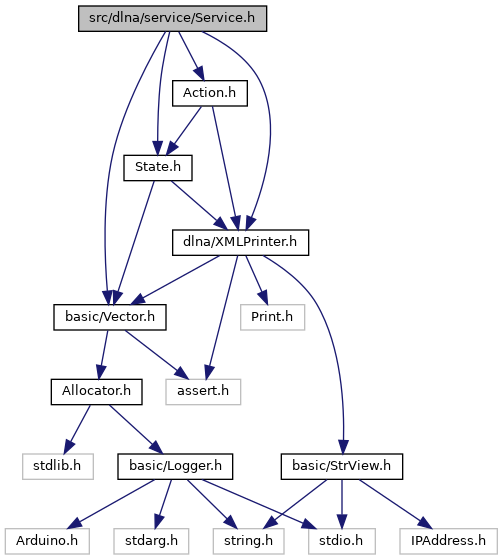 src/dlna/service/Service.h
Action.h
State.h
dlna/XMLPrinter.h
basic/Vector.h
Print.h
Allocator.h
assert.h
stdlib.h
basic/Logger.h
basic/StrView.h
Arduino.h
stdarg.h
string.h
stdio.h
IPAddress.h